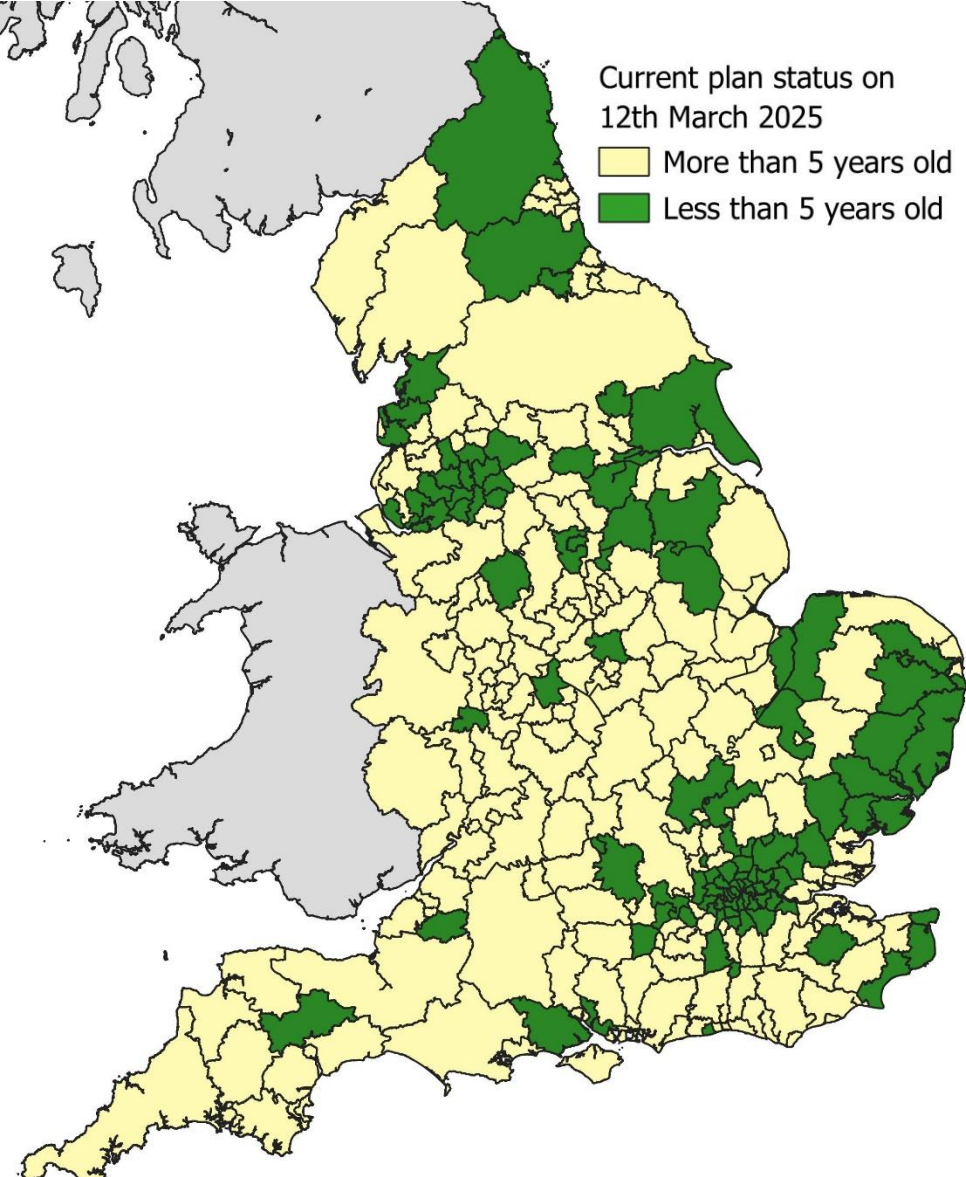 Current plan status on
12th March 2025
More than 5 years old
Less than 5 years old